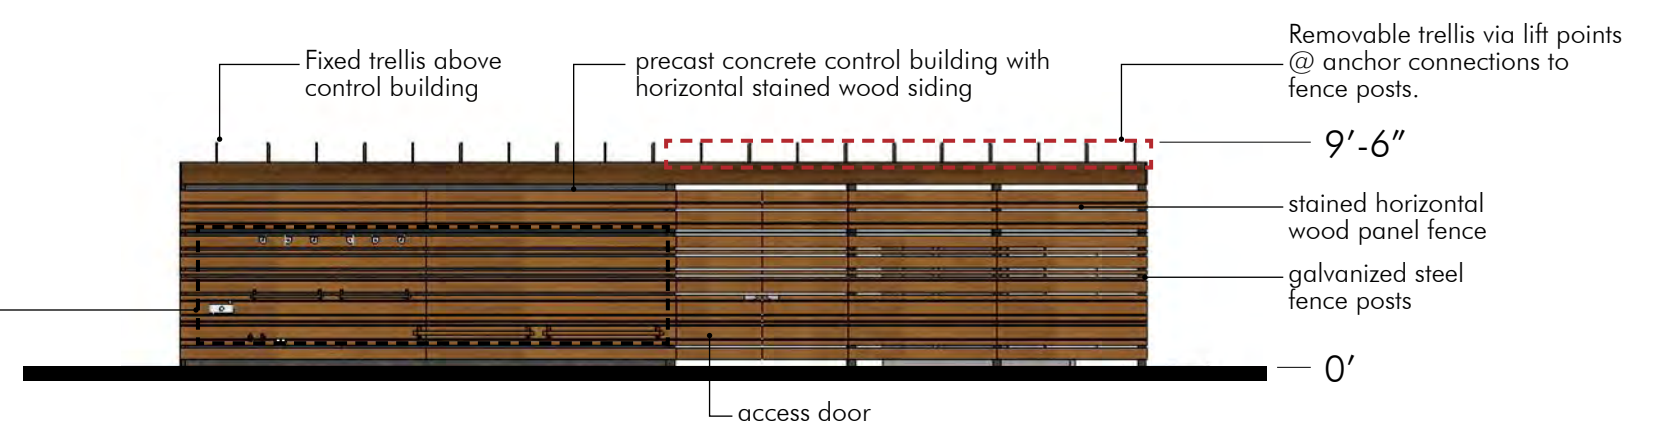 Fixed trellis above
control building
precast concrete control building with
horizontal stained wood siding
Removable trellis via lift points
@ anchor connections to
fence posts.
9’-6”
stained horizontal
wood panel fence
galvanized steel
fence posts
0’
access door